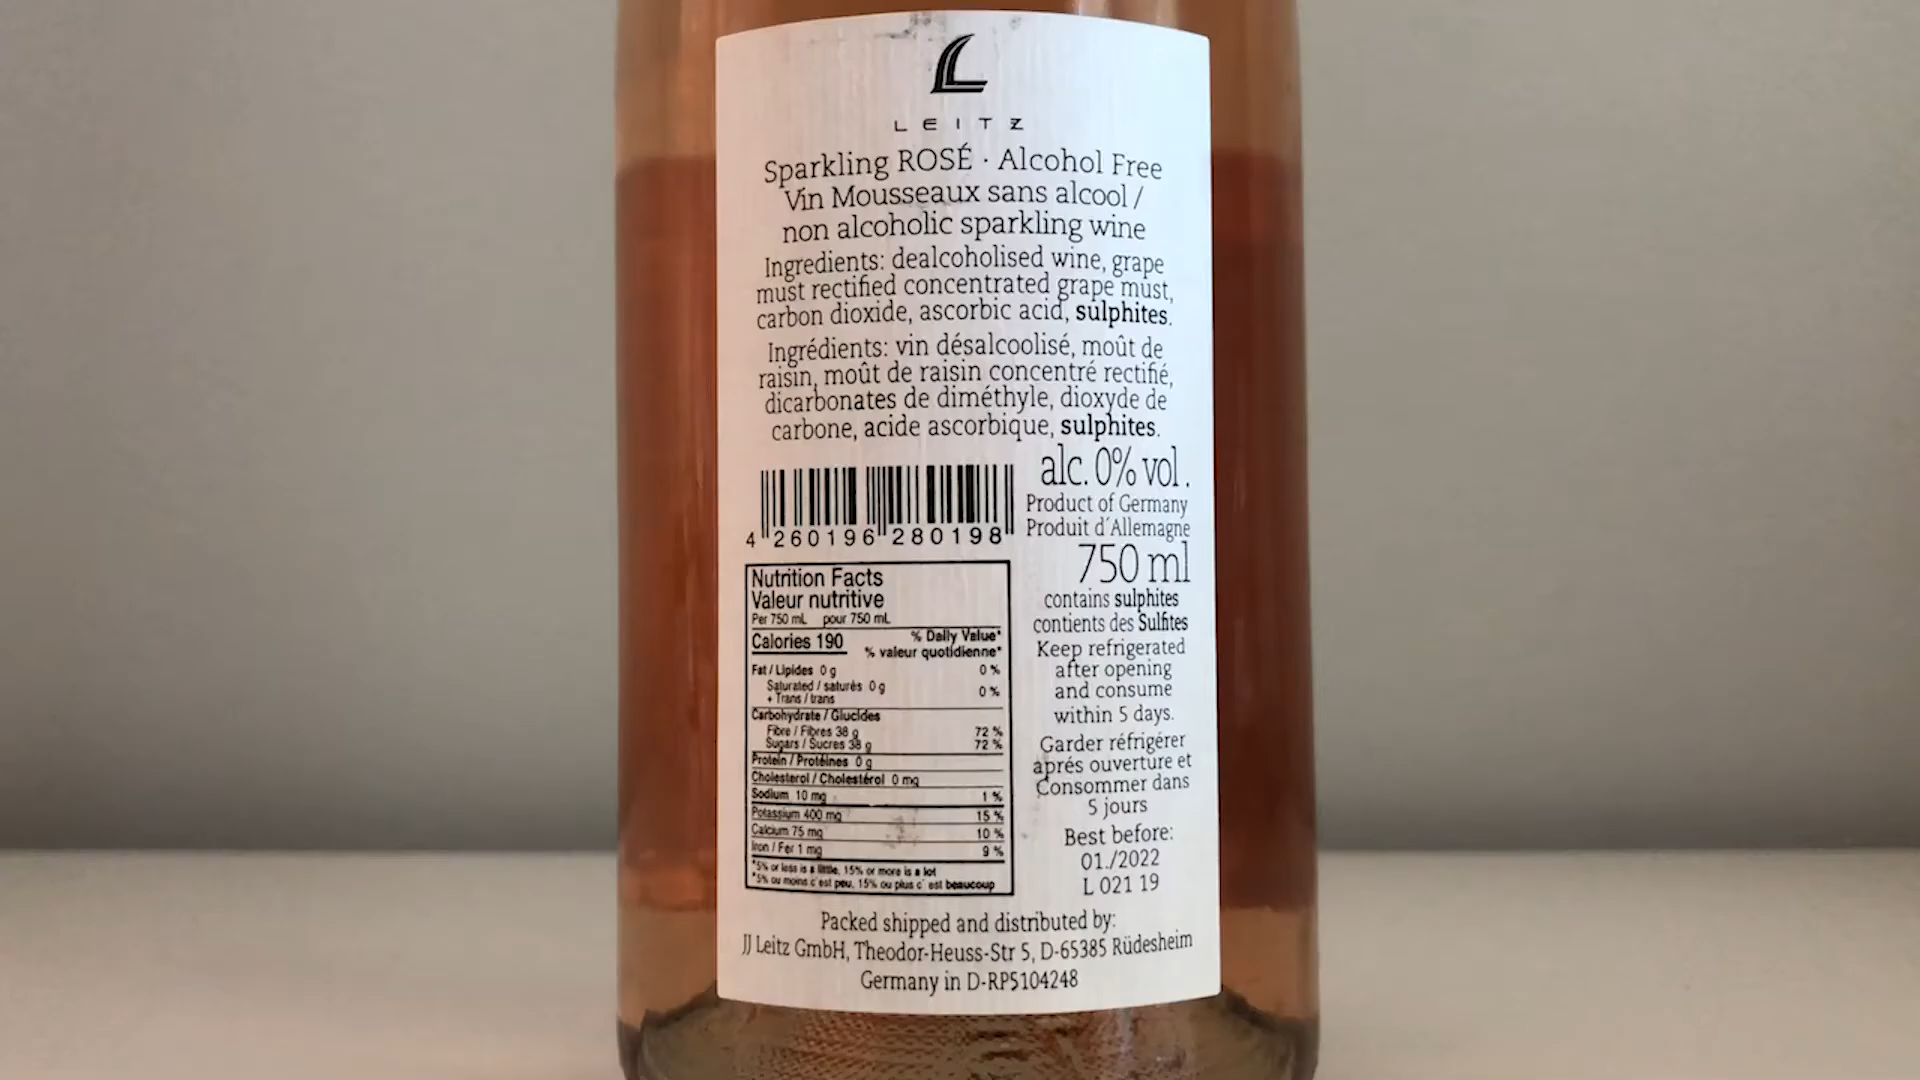 LEITZ
Sparkling ROSÉ · Alcohol Free
Vin Mousseaux sans alcool /
non alcoholic sparkling wine
Ingredients: dealcoholised wine, grape
must rectified concentrated grape must,
carbon dioxide, ascorbic acid, sulphites.
Ingrédients: vin désalcoolisé, moût de
raisin, moût de raisin concentré rectifié,
dicarbonates de diméthyle, dioxyde de
carbone, acide ascorbique, sulphites.
4 260196 280198
alc. 0% vol.
Product of Germany
Produit d'Allemagne
750 ml
contains sulphites
contients des Sulfites
Keep refrigerated
after opening
and consume
within 5 days.
Garder réfrigérer
aprés ouverture et
Consommer dans
5 jours
Best before:
01./2022
L 021 19
Nutrition Facts
Valeur nutritive
Per 750 mL pour 750 mL
Calories 190 % Daily Value*
% valeur quotidienne*
Fat / Lipides 0 g 0 %
Saturated / saturés 0 g 0 %
+ Trans / trans
Carbohydrate / Glucides
Fibre / Fibres 38 g 72 %
Sugars / Sucres 38 g 72 %
Protein / Protéines 0 g
Cholesterol / Cholestérol 0 mg
Sodium 10 mg 1 %
Potassium 400 mg 15 %
Calcium 75 mg 10 %
Iron / Fer 1 mg 9 %
*5% or less is a little, 15% or more is a lot
*5% ou moins c'est peu, 15% ou plus c' est beaucoup
Packed shipped and distributed by:
JJ Leitz GmbH, Theodor-Heuss-Str 5, D-65385 Rüdesheim
Germany in D-RP5104248